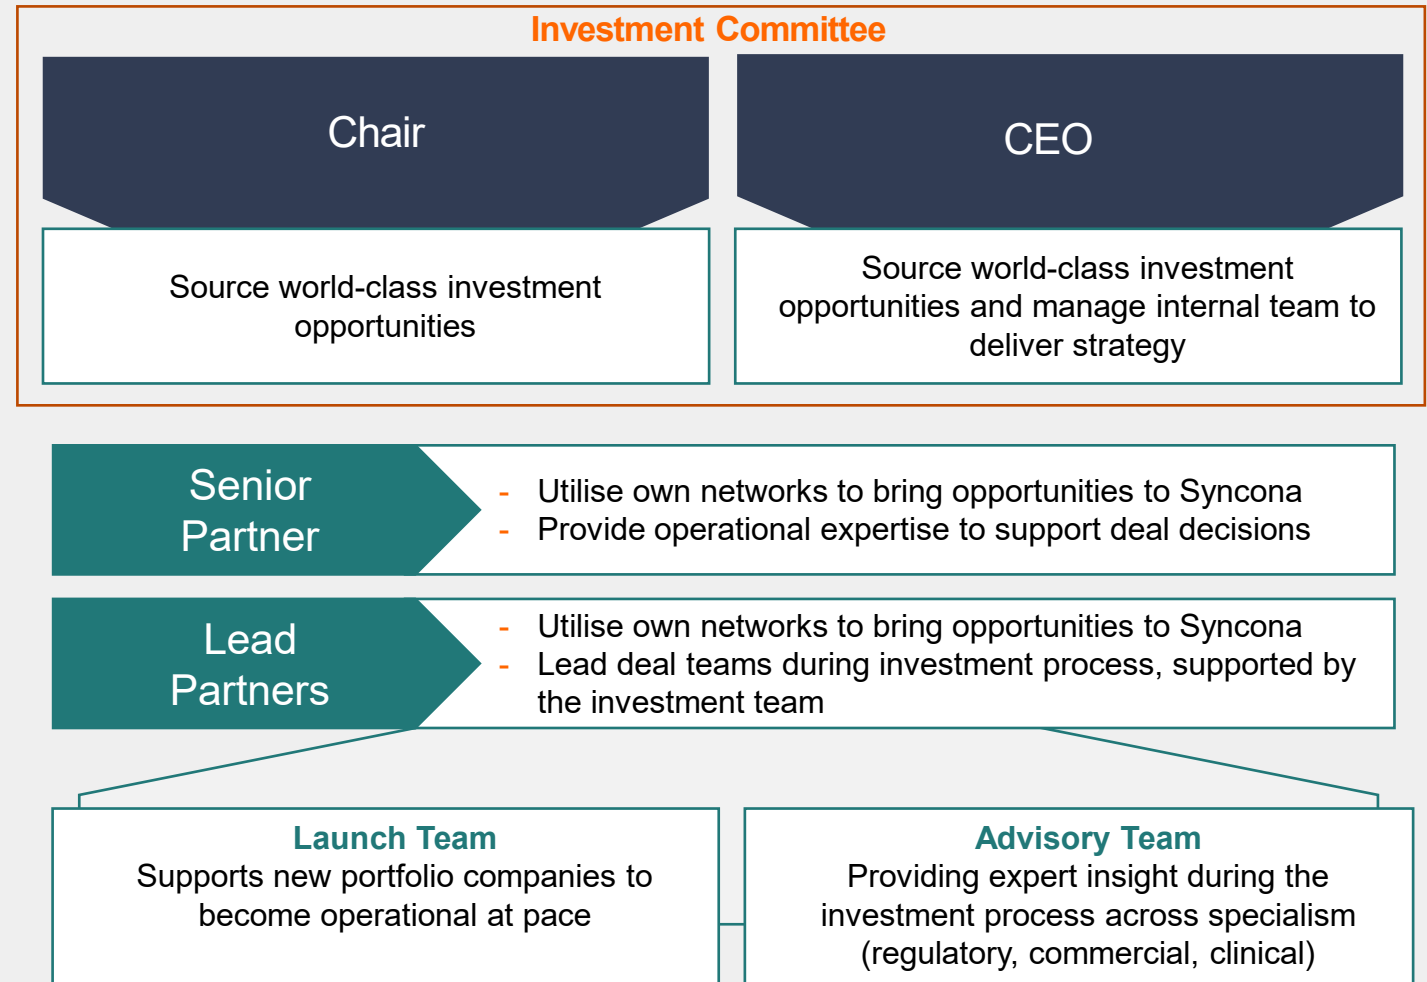 Investment Committee
Chair
CEO
Source world-class investment
opportunities
Source world-class investment
opportunities and manage internal team to
deliver strategy
Senior
Partner
- Utilise own networks to bring opportunities to Syncona
- Provide operational expertise to support deal decisions
Lead
Partners
- Utilise own networks to bring opportunities to Syncona
- Lead deal teams during investment process, supported by
the investment team
Launch Team
Supports new portfolio companies to
become operational at pace
Advisory Team
Providing expert insight during the
investment process across specialism
(regulatory, commercial, clinical)